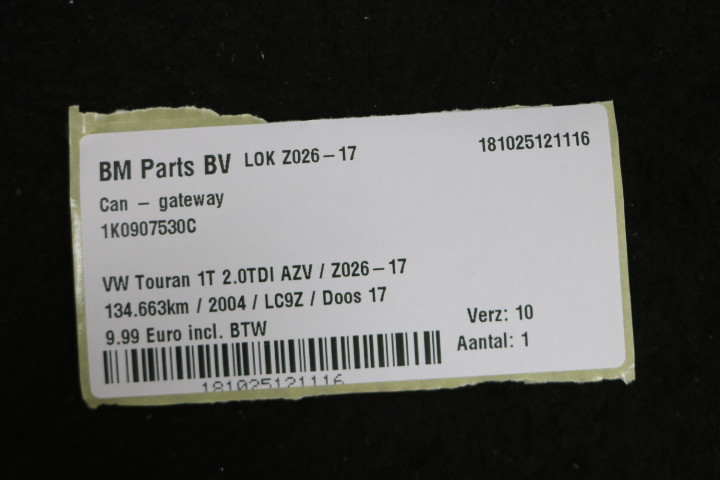 BM Parts BV LOK Z026-17 181025121116
Can - gateway
1K0907530C
VW Touran 1T 2.0TDI AZV / Z026-17
134.663km / 2004 / LC9Z / Doos 17
9.99 Euro incl. BTW
Verz: 10
Aantal: 1
181025121116